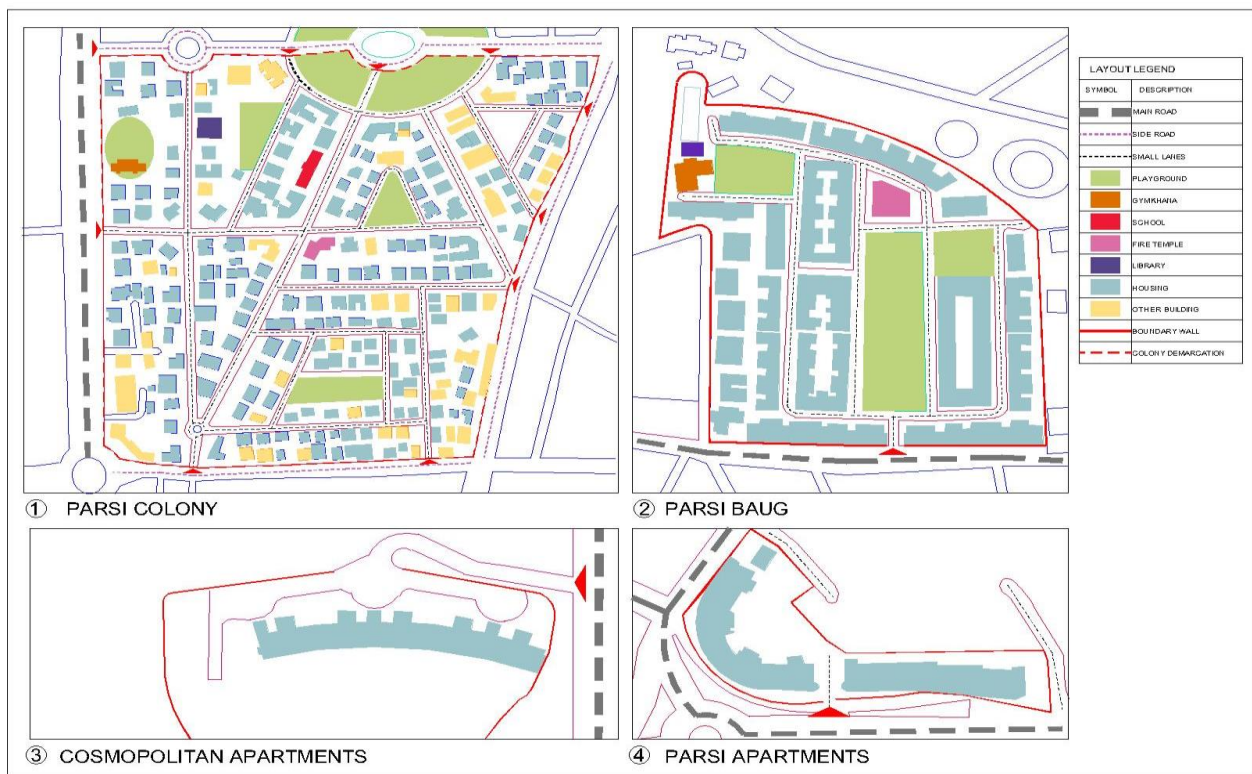 ① PARSI COLONY
② PARSI BAUG
③ COSMOPOLITAN APARTMENTS
④ PARSI APARTMENTS
LAYOUT LEGEND
SYMBOL DESCRIPTION
MAIN ROAD
SIDE ROAD
SMALL LANES
PLAYGROUND
GYMKHANA
SCHOOL
FIRE TEMPLE
LIBRARY
HOUSING
OTHER BUILDING
BOUNDARY WALL
COLONY DEMARCATION